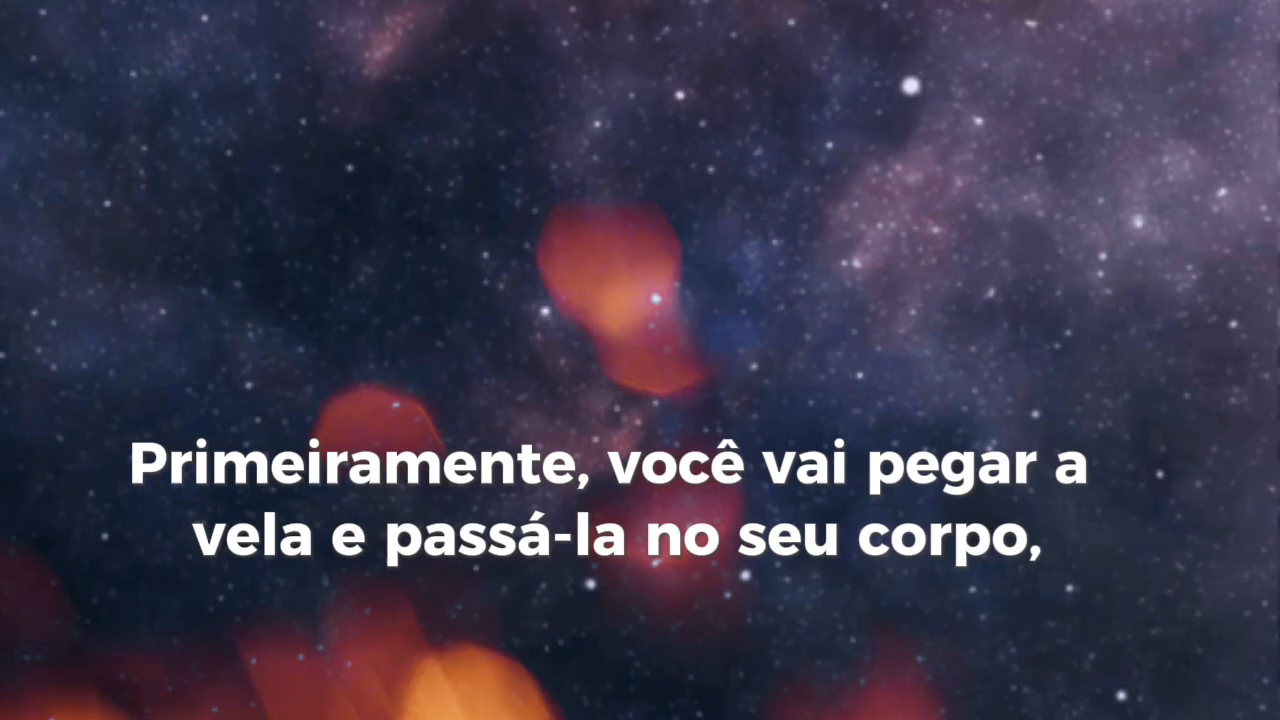 Primeiramente, você vai pegar a
vela e passá-la no seu corpo,